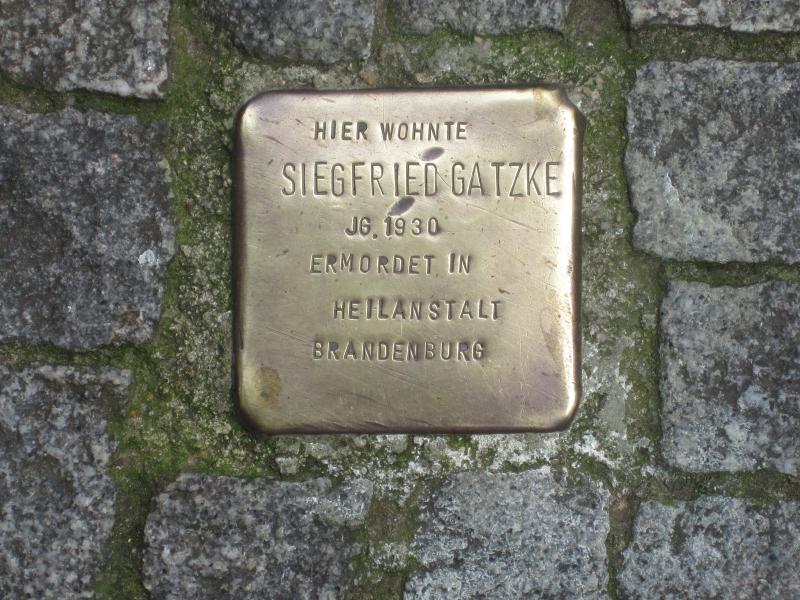 HIER WOHNTE
SIEGFRIED GATZKE
JG. 1930
ERMORDET IN
HEILANSTALT
BRANDENBURG